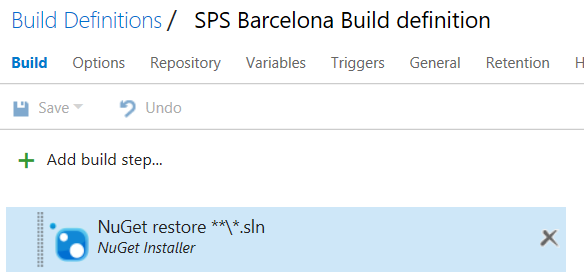 Build Definitions / SPS Barcelona Build definition
Build Options Repository Variables Triggers General Retention H
Save Undo
Add build step...
NuGet restore **\*.sln
NuGet Installer